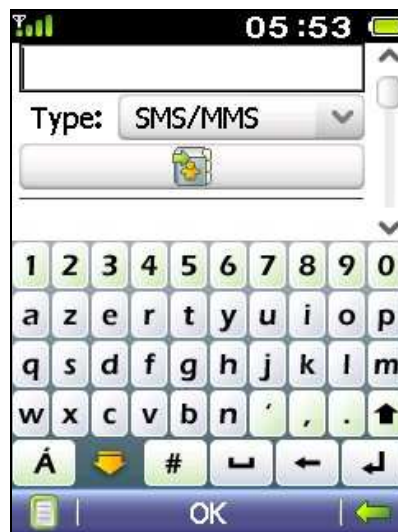 05:53
Type: SMS/MMS
1 2 3 4 5 6 7 8 9 0
a z e r t y u i o p
q s d f g h j k l m
w x c v b n ' , .
Á #
OK